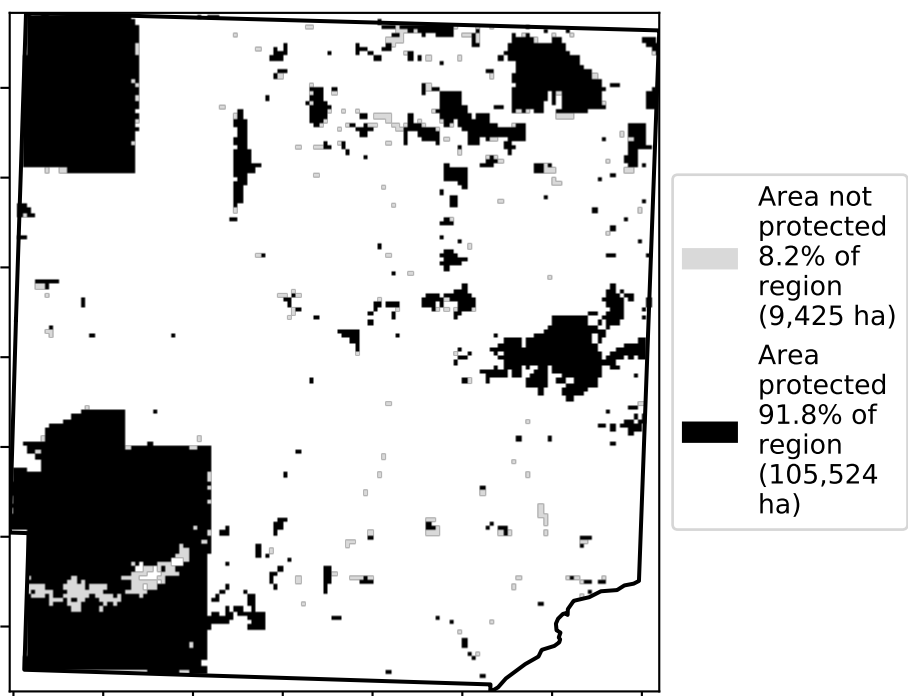 Area not
protected
8.2% of
region
(9,425 ha)
Area
protected
91.8% of
region
(105,524
ha)